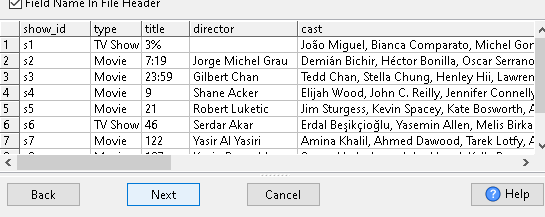 Field Name In File Header
show_id type title director cast
1 s1 TV Show 3% João Miguel, Bianca Comparato, Michel Gor
2 s2 Movie 7:19 Jorge Michel Grau Demián Bichir, Héctor Bonilla, Oscar Serrano
3 s3 Movie 23:59 Gilbert Chan Tedd Chan, Stella Chung, Henley Hii, Lawren
4 s4 Movie 9 Shane Acker Elijah Wood, John C. Reilly, Jennifer Connelly
5 s5 Movie 21 Robert Luketic Jim Sturgess, Kevin Spacey, Kate Bosworth, A
6 s6 TV Show 46 Serdar Akar Erdal Beşikçioğlu, Yasemin Allen, Melis Birka
7 s7 Movie 122 Yasir Al Yasiri Amina Khalil, Ahmed Dawood, Tarek Lotfy, A
Back Next Cancel Help